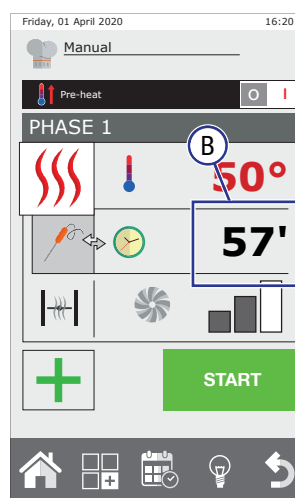 Friday, 01 April 2020 16:20
Manual
Pre-heat O I
PHASE 1
B
50°
57'
START